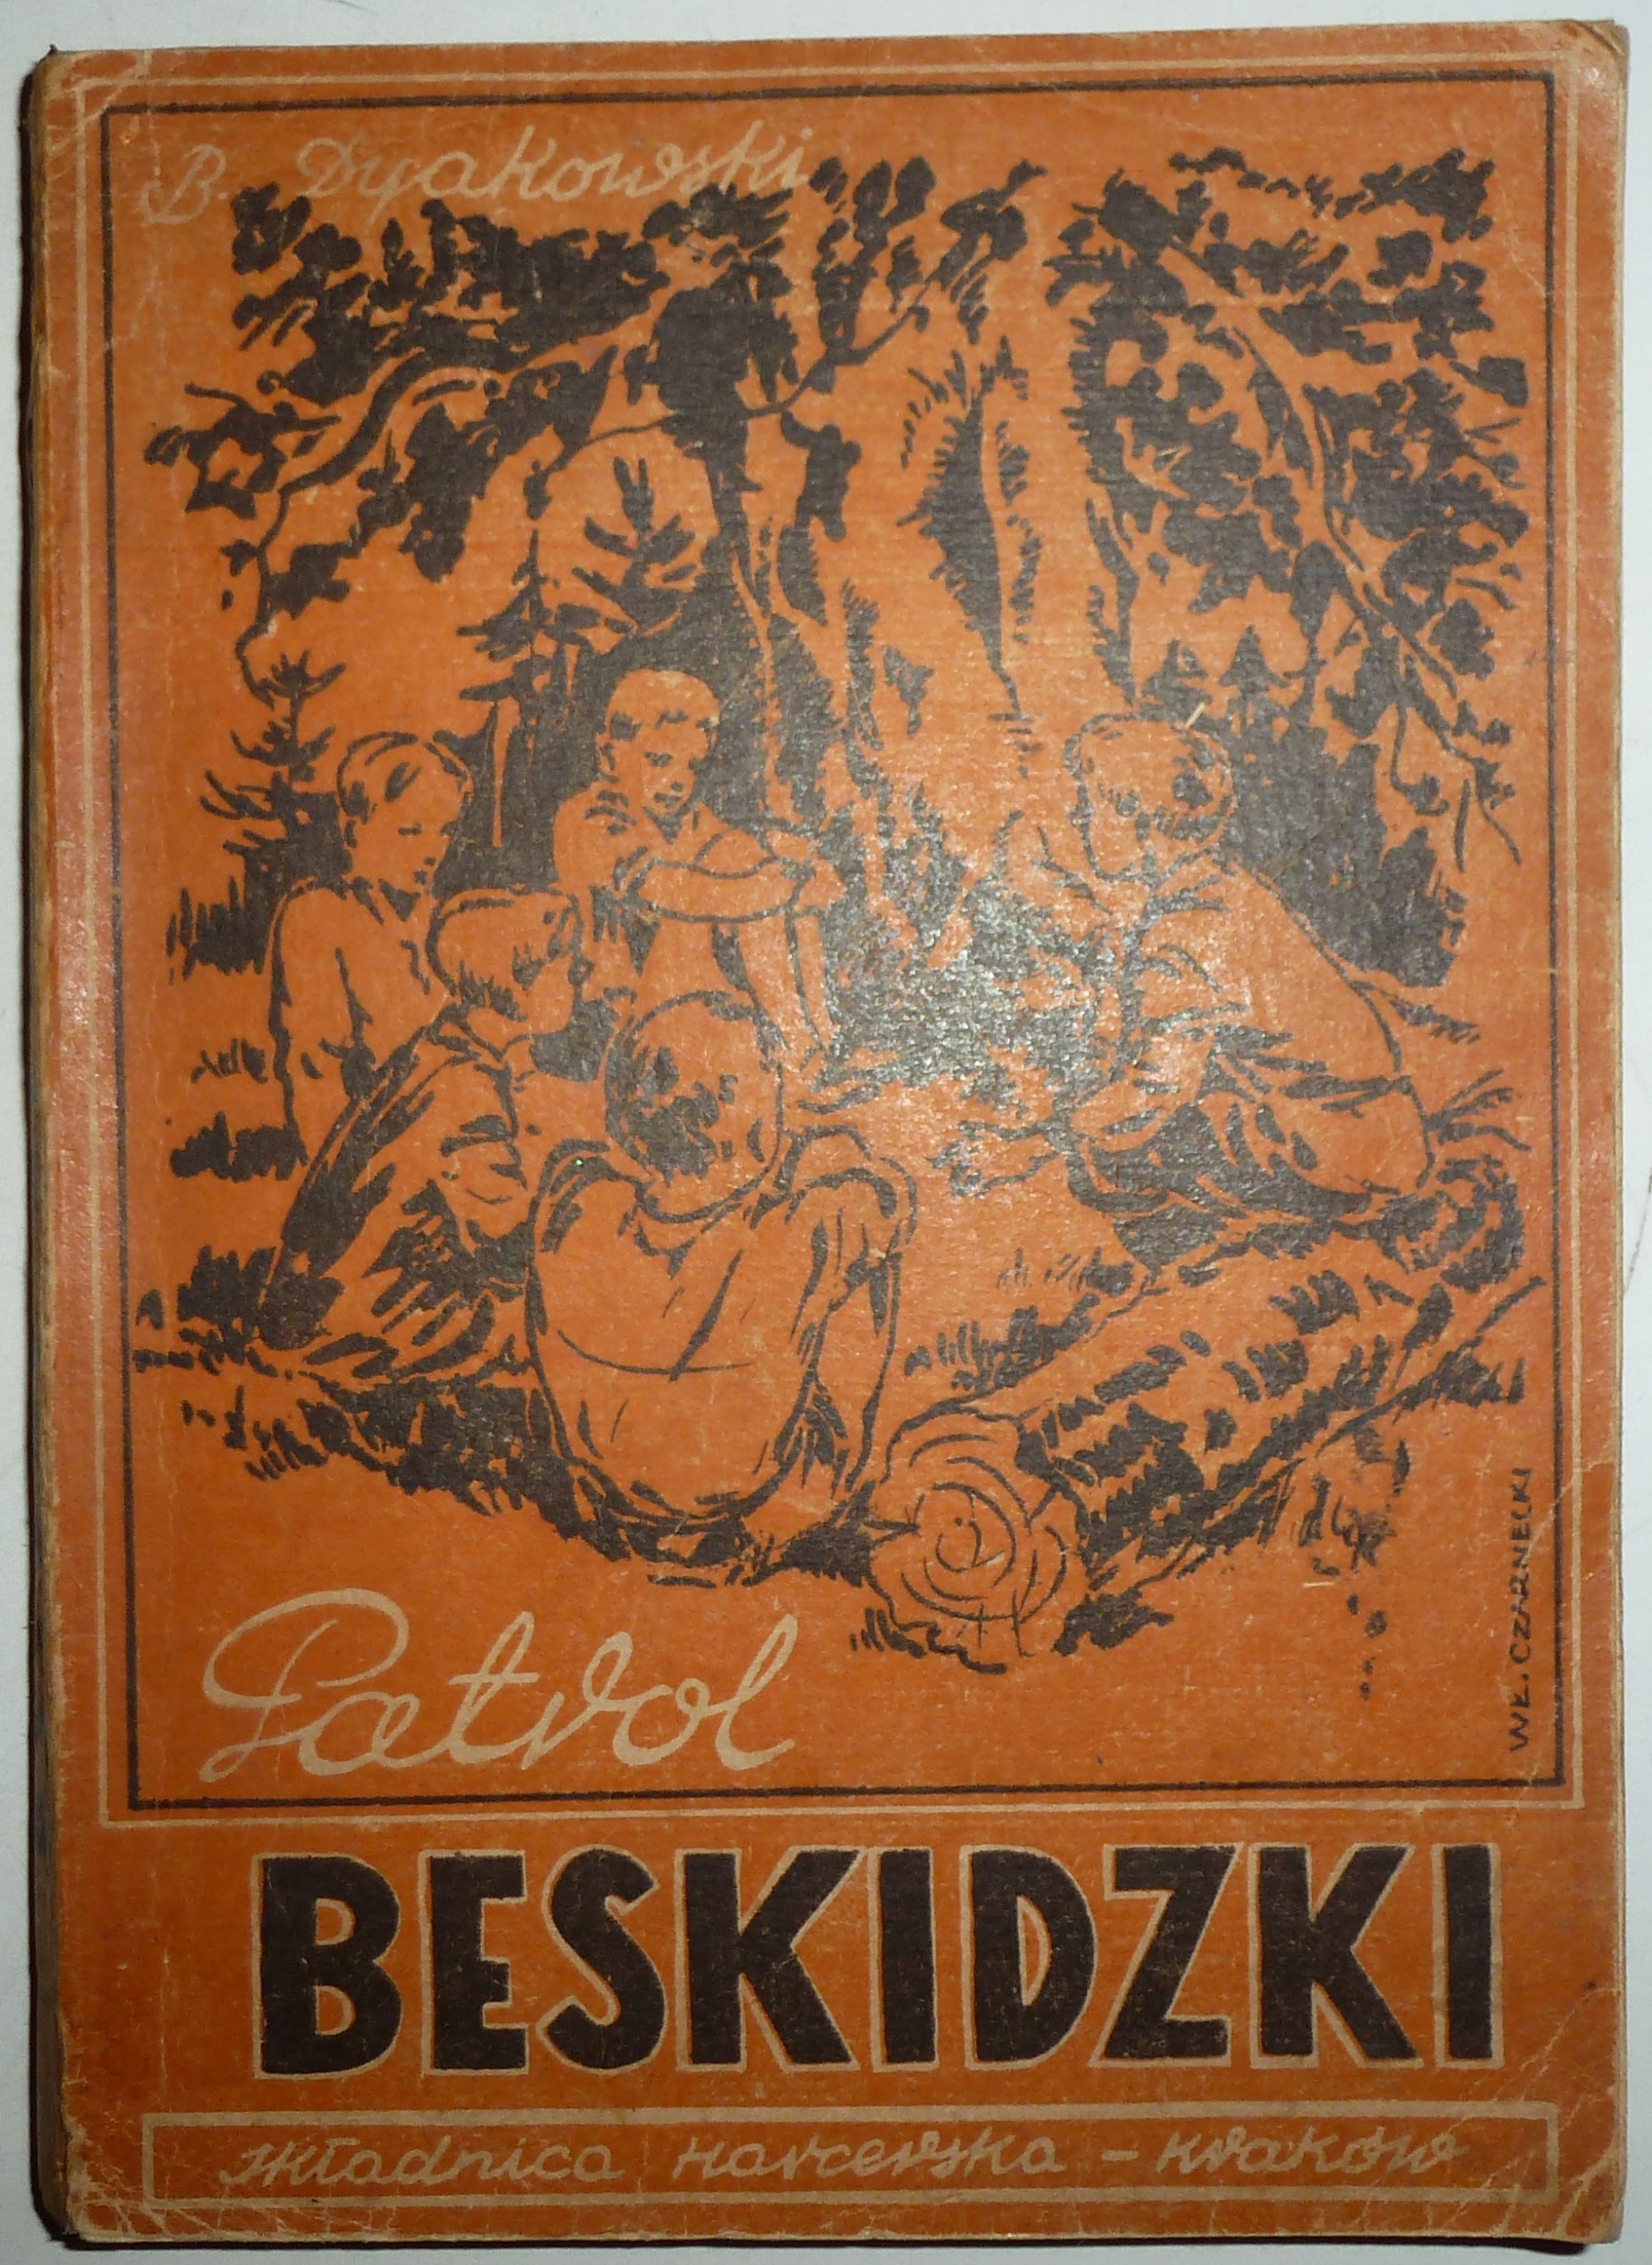 B. Dyakowski
WŁ. CZARNECKI
Patrol
BESKIDZKI
Składnica Harcerska – Kraków